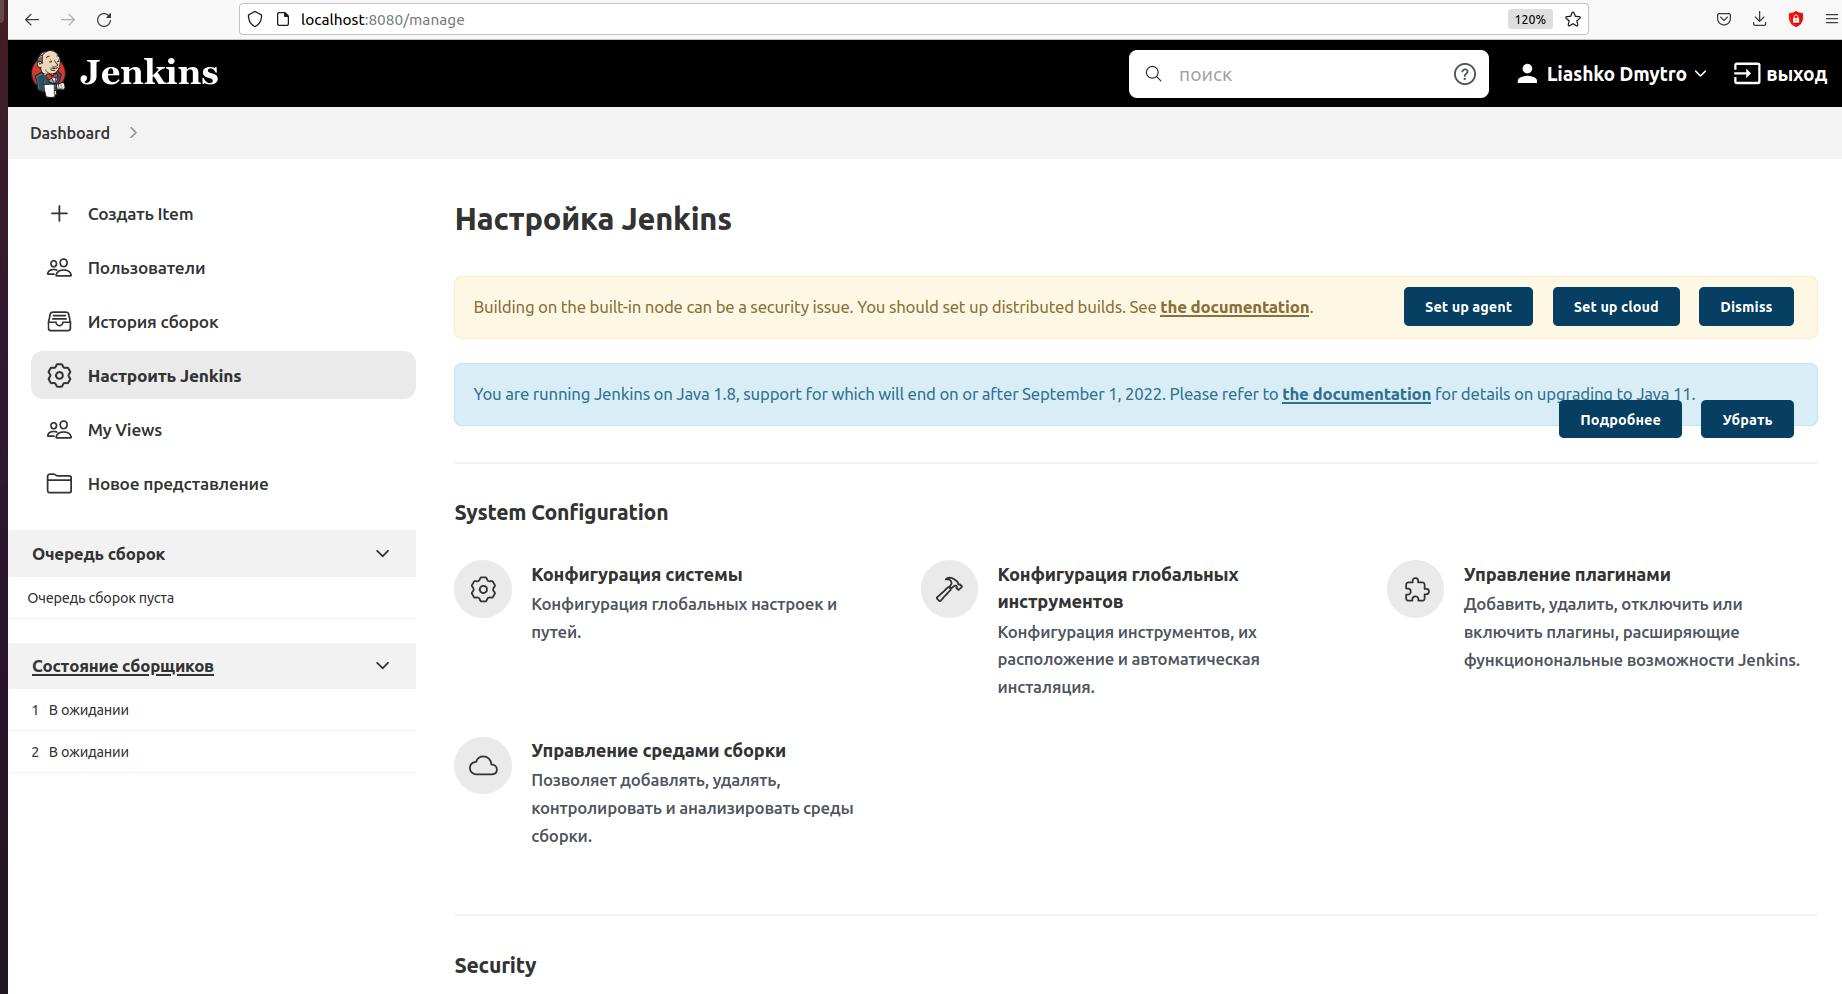 localhost:8080/manage
120%
Jenkins
поиск
Liashko Dmytro
выход
Dashboard
Создать Item
Пользователи
История сборок
Настроить Jenkins
My Views
Новое представление
Очередь сборок
Очередь сборок пуста
Состояние сборщиков
1 В ожидании
2 В ожидании
Настройка Jenkins
Building on the built-in node can be a security issue. You should set up distributed builds. See the documentation.
Set up agent
Set up cloud
Dismiss
You are running Jenkins on Java 1.8, support for which will end on or after September 1, 2022. Please refer to the documentation for details on upgrading to Java 11.
Подробнее
Убрать
System Configuration
Конфигурация системы
Конфигурация глобальных настроек и
путей.
Конфигурация глобальных
инструментов
Конфигурация инструментов, их
расположение и автоматическая
инсталяция.
Управление плагинами
Добавить, удалить, отключить или
включить плагины, расширяющие
функционональные возможности Jenkins.
Управление средами сборки
Позволяет добавлять, удалять,
контролировать и анализировать среды
сборки.
Security